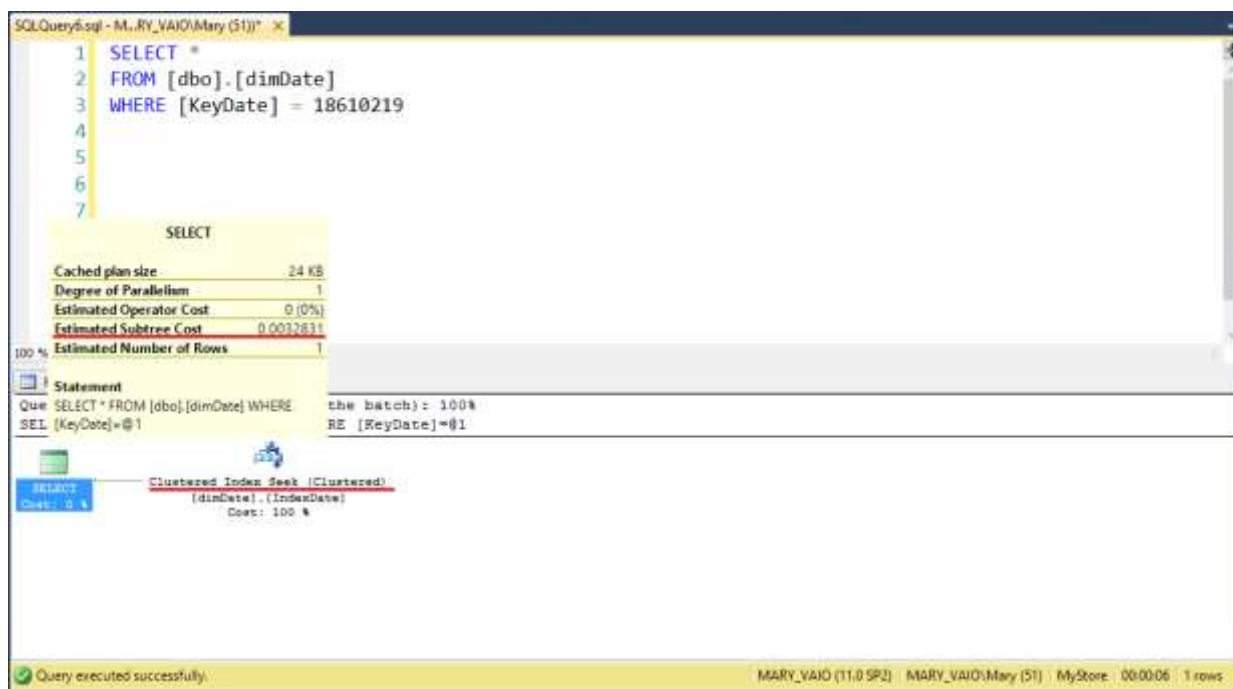 SQLQuery6.sql - M...RY_VAIO\Mary (51))* ×
1 SELECT *
2 FROM [dbo].[dimDate]
3 WHERE [KeyDate] = 18610219
4
5
6
7
SELECT
Cached plan size 24 KB
Degree of Parallelism 1
Estimated Operator Cost 0 (0%)
Estimated Subtree Cost 0.0032831
100 % Estimated Number of Rows 1
Statement
Que SELECT * FROM [dbo].[dimDate] WHERE the batch): 100%
SEL [KeyDate]=@1 RE [KeyDate]=@1
SELECT
Cost: 0 %
Clustered Index Seek (Clustered)
[dimDate].[IndexDate]
Cost: 100 %
Query executed successfully. MARY_VAIO (11.0 SP2) MARY_VAIO\Mary (51) MyStore 00:00:06 1 rows